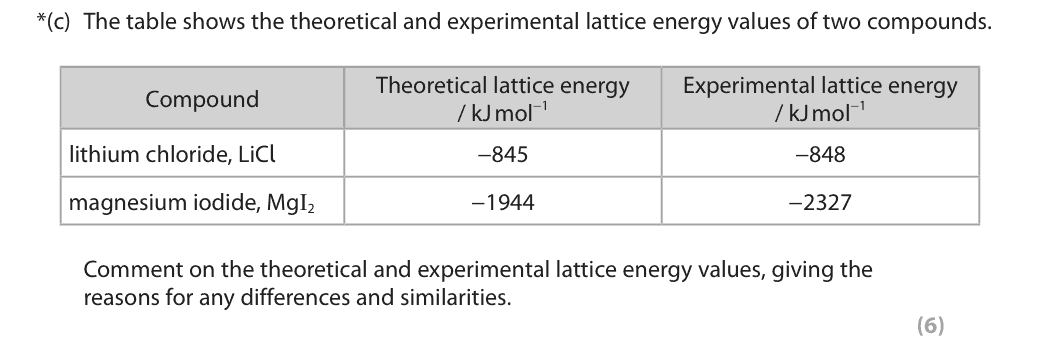 *(c) The table shows the theoretical and experimental lattice energy values of two compounds.
Compound
Theoretical lattice energy
/ kJ mol⁻¹
Experimental lattice energy
/ kJ mol⁻¹
lithium chloride, LiCl
−845
−848
magnesium iodide, MgI₂
−1944
−2327
Comment on the theoretical and experimental lattice energy values, giving the
reasons for any differences and similarities.
(6)